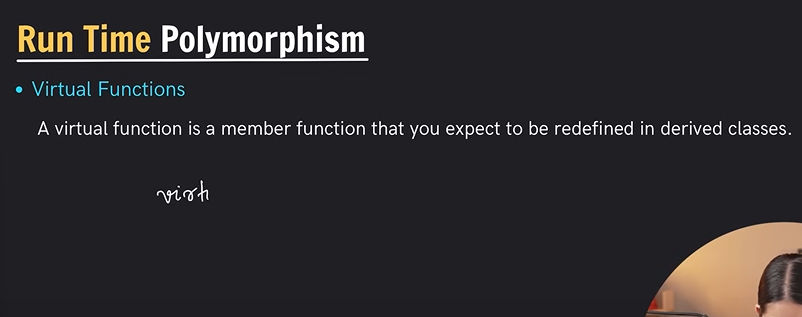 Run Time Polymorphism
• Virtual Functions
A virtual function is a member function that you expect to be redefined in derived classes.
virt